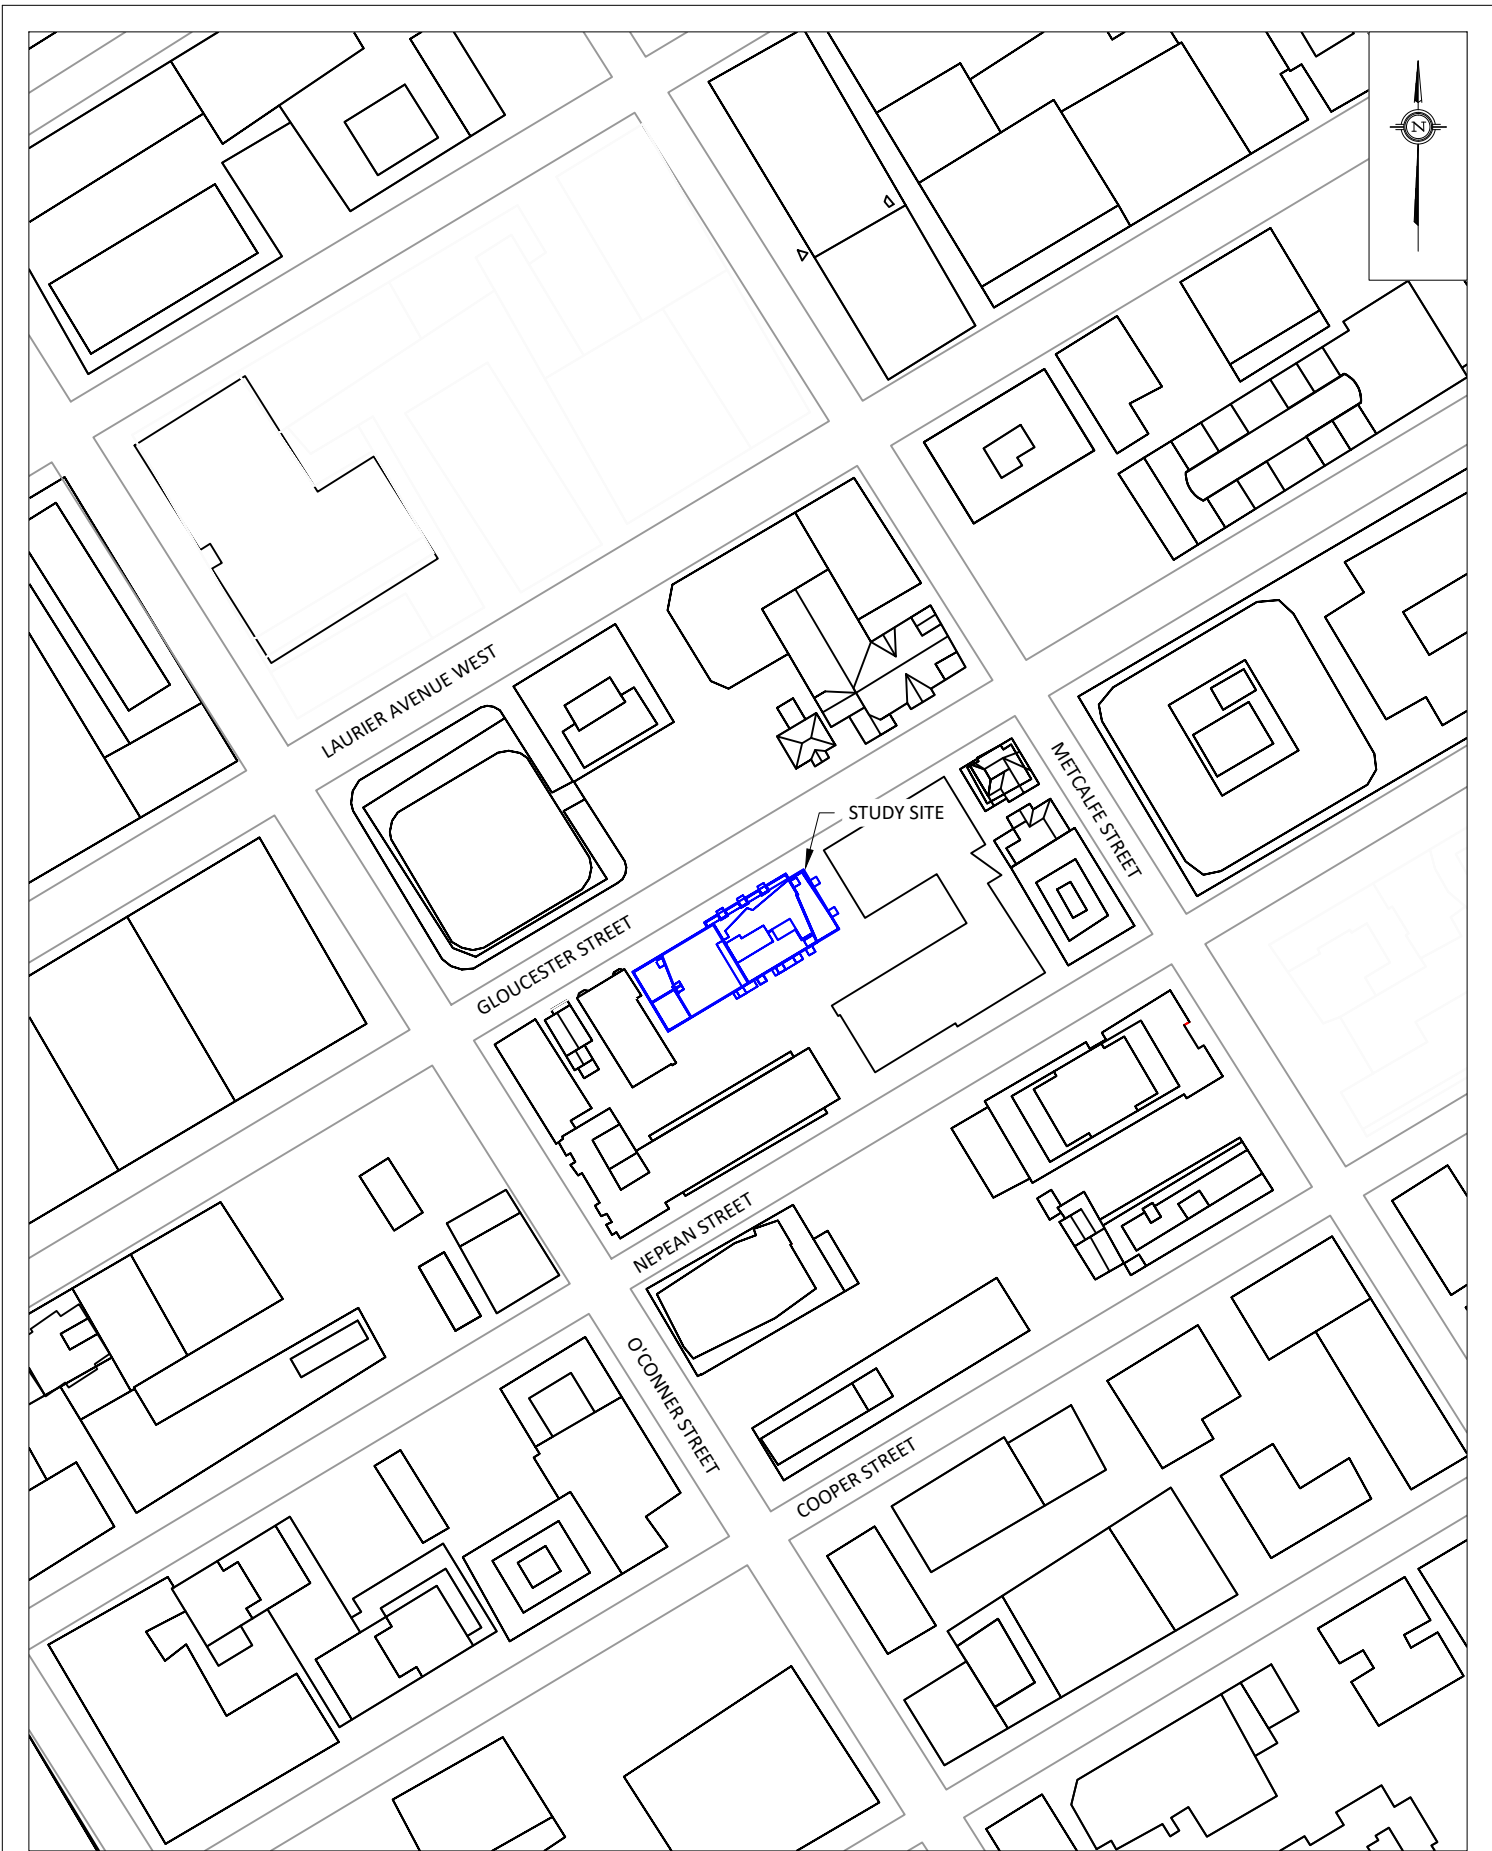 N
LAURIER AVENUE WEST
METCALFE STREET
STUDY SITE
GLOUCESTER STREET
NEPEAN STREET
O'CONNER STREET
COOPER STREET